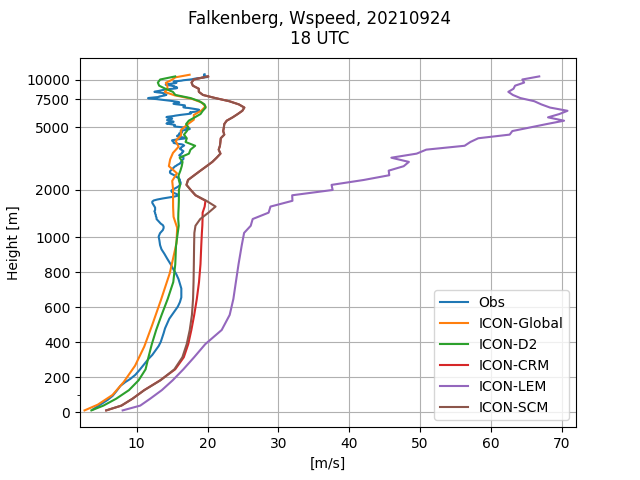 Falkenberg, Wspeed, 20210924
18 UTC
10000
7500
5000
2000
1000
800
600
400
200
0
Height [m]
10 20 30 40 50 60 70
[m/s]
Obs
ICON-Global
ICON-D2
ICON-CRM
ICON-LEM
ICON-SCM